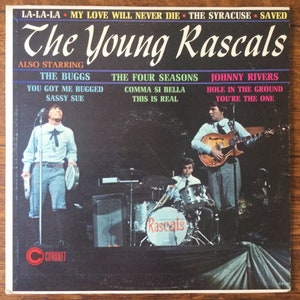 LA-LA-LA • MY LOVE WILL NEVER DIE • THE SYRACUSE • SAVED
The Young Rascals
ALSO STARRING
THE BUGGS THE FOUR SEASONS JOHNNY RIVERS
YOU GOT ME BUGGED COMMA SI BELLA HOLE IN THE GROUND
SASSY SUE THIS IS REAL YOU'RE THE ONE
Rascals
CORONET